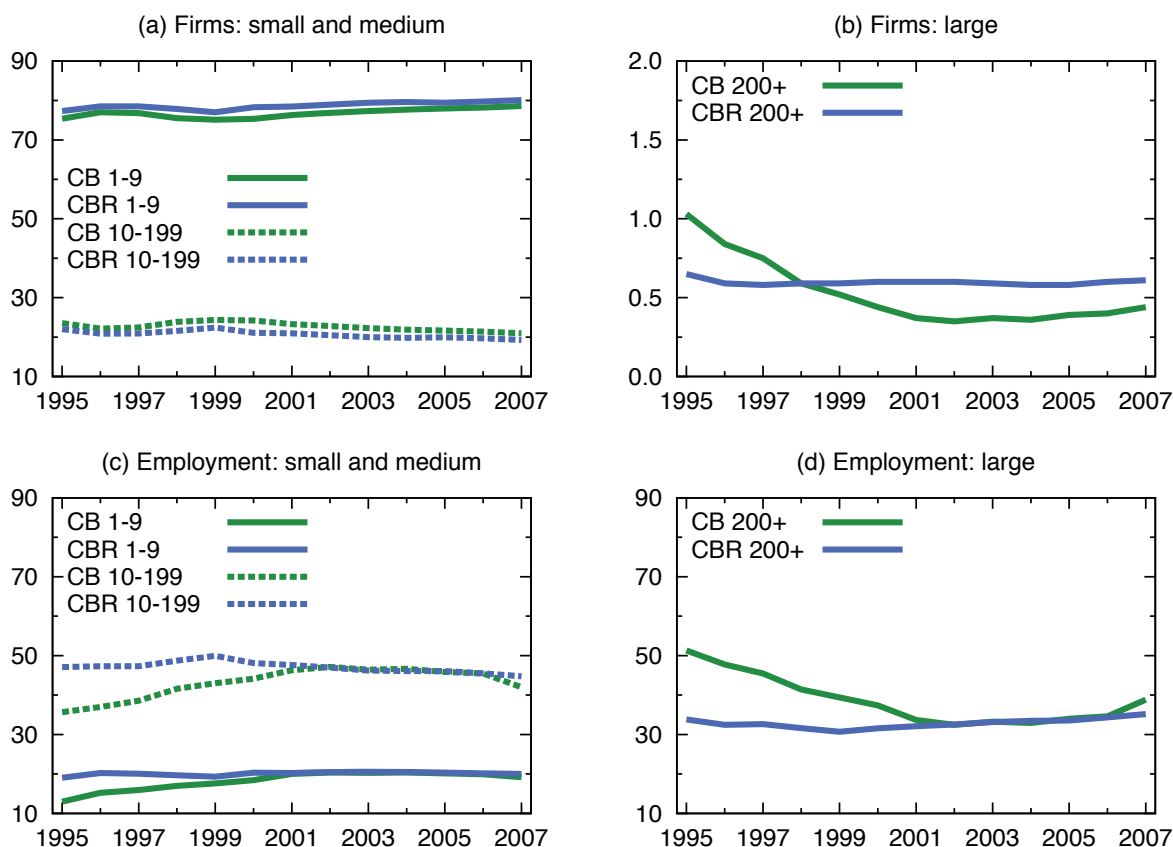 (a) Firms: small and medium
90
70
50
30
10
CB 1-9
CBR 1-9
CB 10-199
CBR 10-199
1995 1997 1999 2001 2003 2005 2007
(b) Firms: large
2.0
1.5
1.0
0.5
0.0
CB 200+
CBR 200+
1995 1997 1999 2001 2003 2005 2007
(c) Employment: small and medium
90
70
50
30
10
CB 1-9
CBR 1-9
CB 10-199
CBR 10-199
1995 1997 1999 2001 2003 2005 2007
(d) Employment: large
90
70
50
30
10
CB 200+
CBR 200+
1995 1997 1999 2001 2003 2005 2007